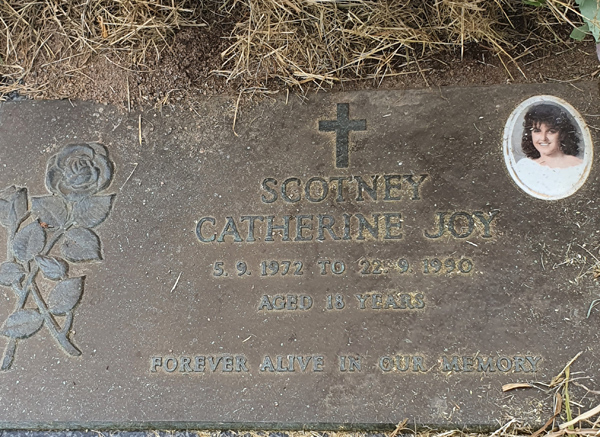 SCOTNEY
CATHERINE JOY
5.9.1972 TO 22.9.1990
AGED 18 YEARS
FOREVER ALIVE IN OUR MEMORY